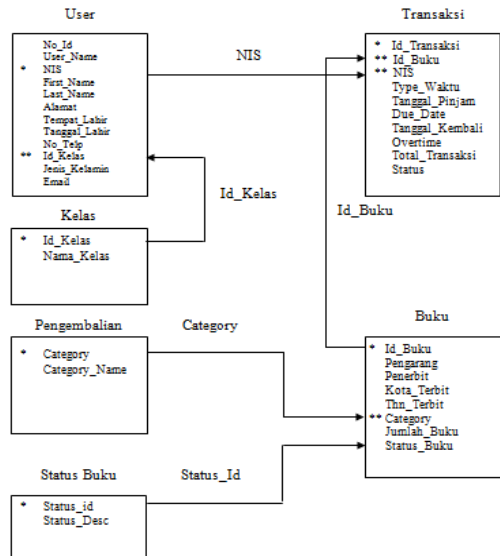 User
No_Id
User_Name
* NIS
First_Name
Last_Name
Alamat
Tempat_Lahir
Tanggal_Lahir
No_Telp
** Id_Kelas
Jenis_Kelamin
Email
NIS
Transaksi
* Id_Transaksi
** Id_Buku
** NIS
Type_Waktu
Tanggal_Pinjam
Due_Date
Tanggal_Kembali
Overtime
Total_Transaksi
Status
Id_Kelas
Id_Buku
Kelas
* Id_Kelas
Nama_Kelas
Pengembalian
* Category
Category_Name
Category
Buku
* Id_Buku
Pengarang
Penerbit
Kota_Terbit
Thn_Terbit
** Category
Jumlah_Buku
Status_Buku
Status Buku
* Status_id
Status_Desc
Status_Id